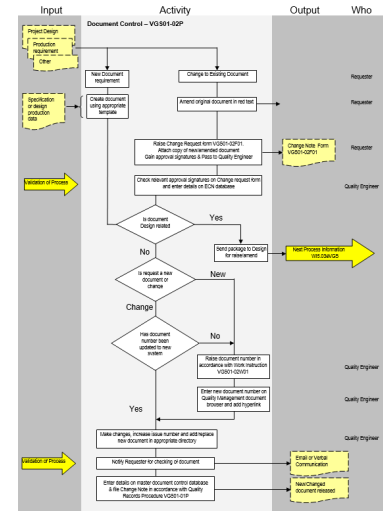 Input
Activity
Output
Who
Document Control – VGS01-02P
Project Design
Production
requirement
Other
New Document
requirement
Change to Existing Document
Requester
Specification
or design
production
data
Create document
using appropriate
template
Amend original document in red text
Requester
Raise Change Request form VGS01-02F01.
Attach copy of new/amended document
Gain approval signatures & Pass to Quality Engineer
Change Note Form
VGS01-02F01
Requester
Validation of Process
Check relevant approval signatures on Change request form
and enter details on ECN database
Quality Engineer
Is document
Design related
Yes
No
Send package to Design
for raise/amend
Next Process Information
Is request a new
document or
change
New
Change
Has document
number been
updated to new
system
No
Yes
Raise document number in
accordance with Work Instruction
VGS01-02W01
Quality Engineer
Enter new document number on
Quality Management document
browser and add hyperlink
Quality Engineer
Make changes, increase issue number and add/replace
new document in appropriate directory
Quality Engineer
Validation of Process
Notify Requester for checking of document
Email or Verbal
Communication
Enter details on master document control database
& file Change Note in accordance with Quality
Records Procedure VGS01-01P
New/Changed
document released